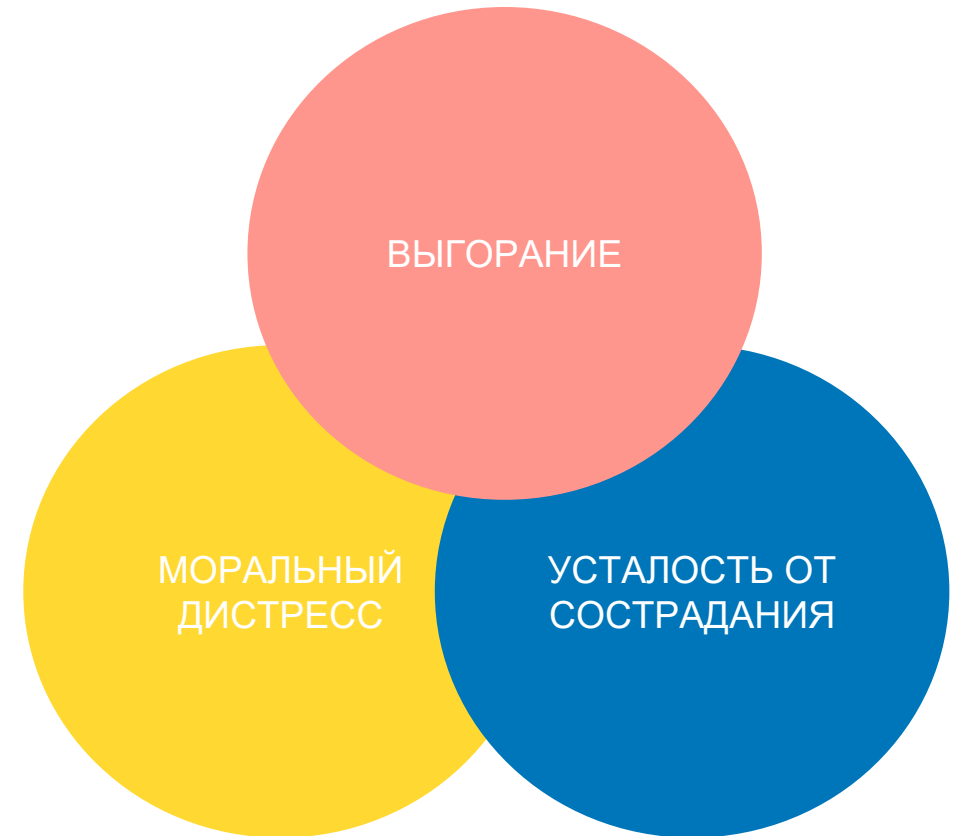 ВЫГОРАНИЕ
МОРАЛЬНЫЙ
ДИСТРЕСС
УСТАЛОСТЬ ОТ
СОСТРАДАНИЯ